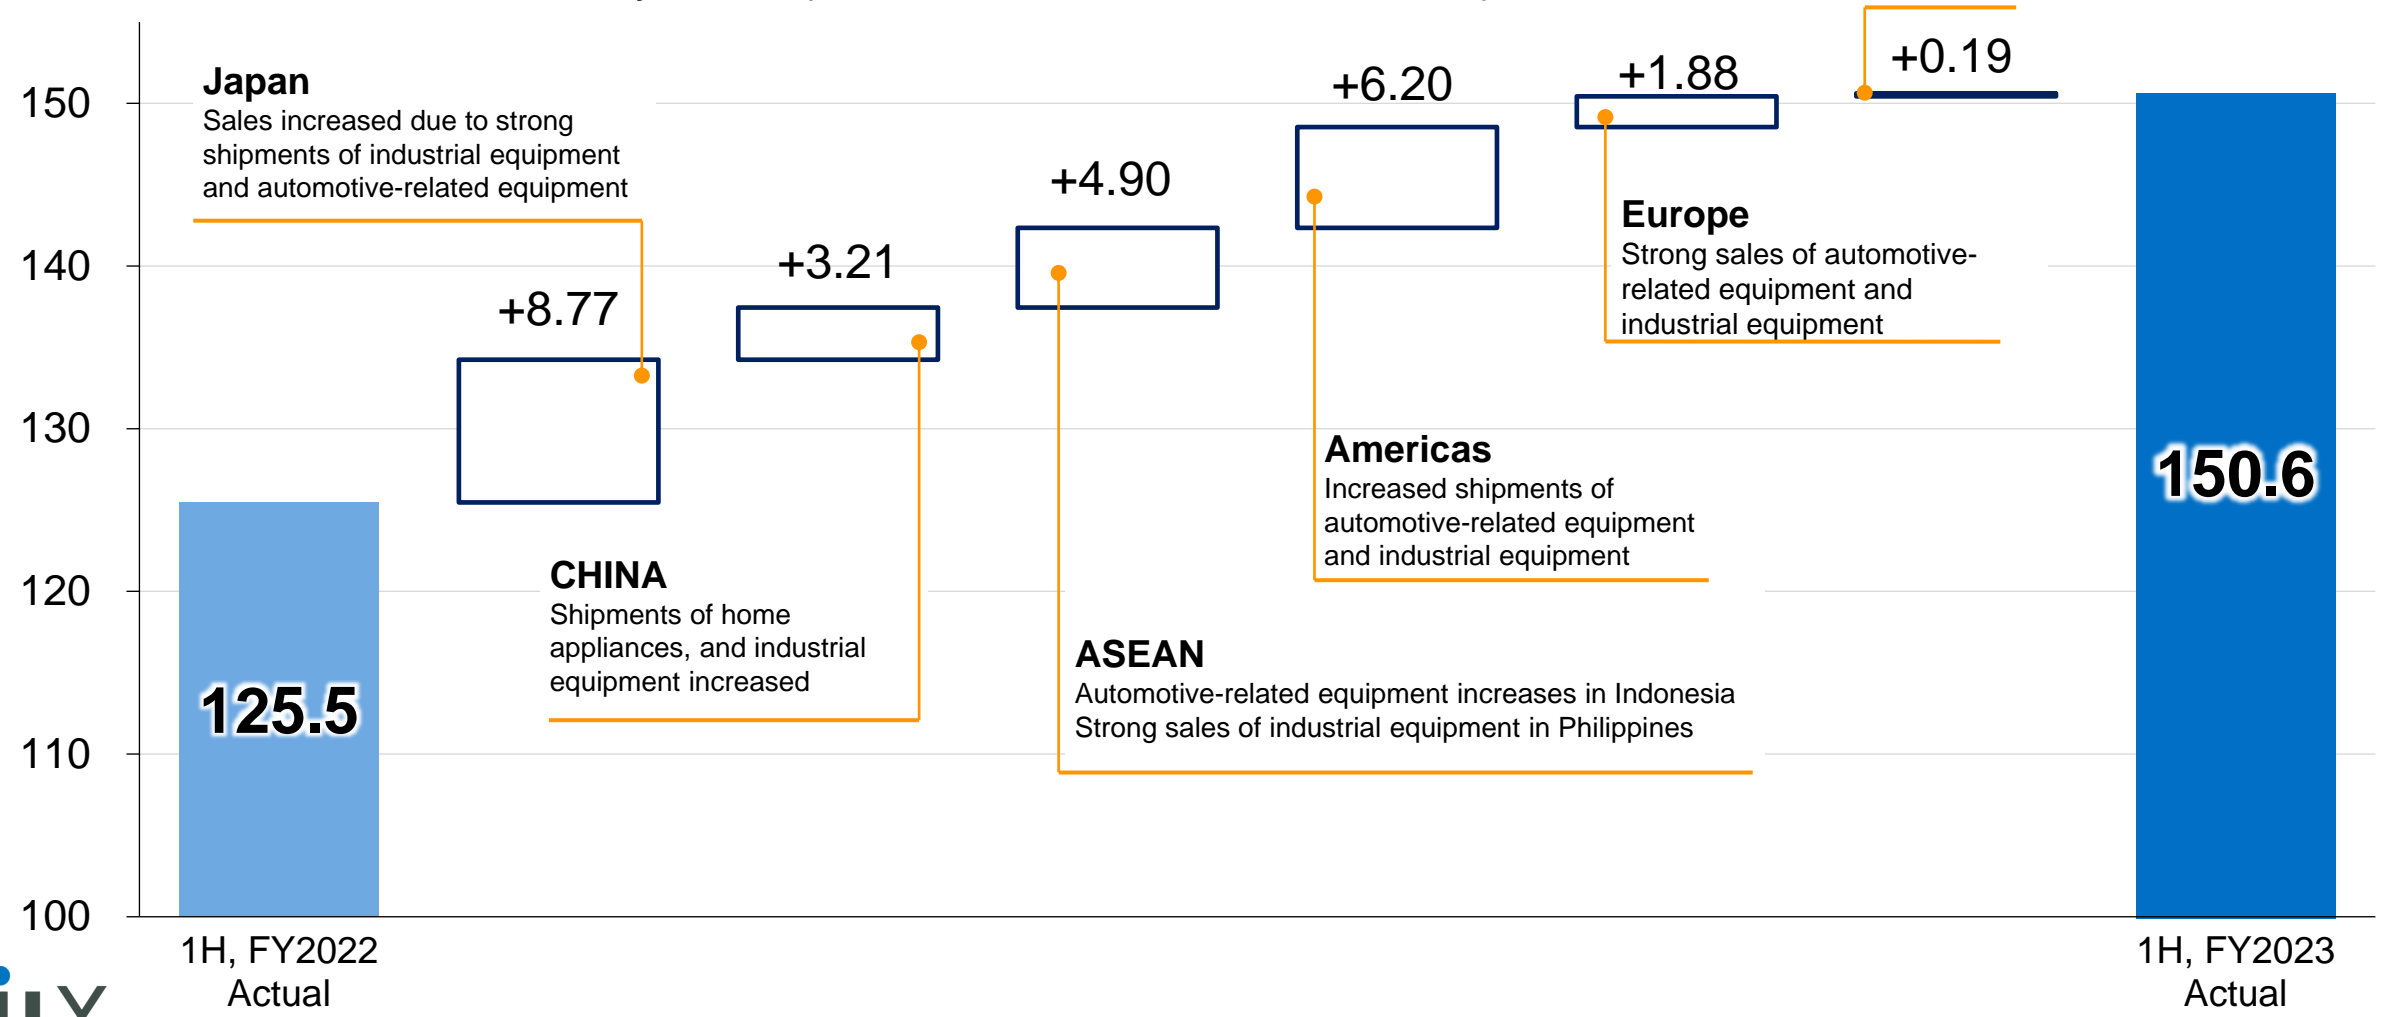 150
140
130
120
110
100
Japan
Sales increased due to strong
shipments of industrial equipment
and automotive-related equipment
+8.77
+3.21
+4.90
+6.20
+1.88
+0.19
CHINA
Shipments of home
appliances, and industrial
equipment increased
ASEAN
Automotive-related equipment increases in Indonesia
Strong sales of industrial equipment in Philippines
Americas
Increased shipments of
automotive-related equipment
and industrial equipment
Europe
Strong sales of automotive-
related equipment and
industrial equipment
125.5
150.6
1H, FY2022
Actual
1H, FY2023
Actual